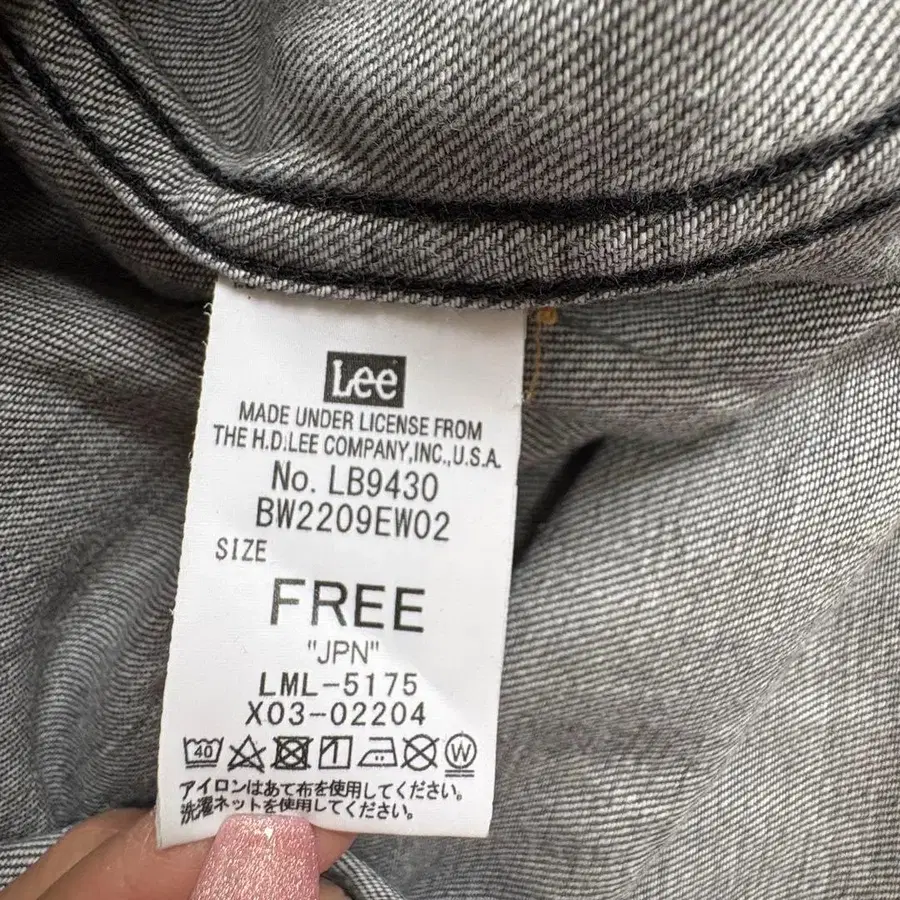 Lee
MADE UNDER LICENSE FROM
THE H.D.LEE COMPANY,INC.,U.S.A.
No. LB9430
BW2209EW02
SIZE
FREE
"JPN"
LML-5175
X03-02204
40 W
アイロンはあて布を使用してください。
洗濯ネットを使用してください。